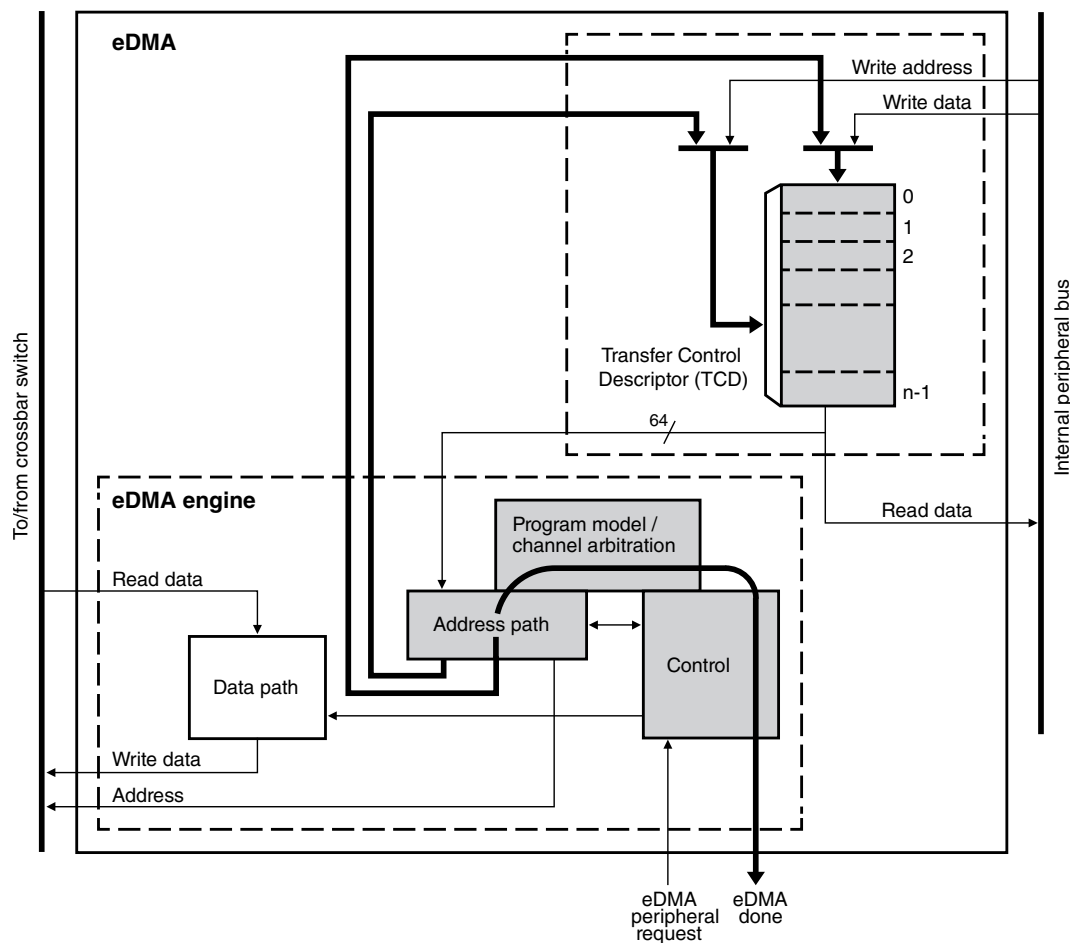 eDMA
Write address
Write data
0
1
2
n-1
Transfer Control
Descriptor (TCD)
64
Internal peripheral bus
To/from crossbar switch
eDMA engine
Program model /
channel arbitration
Read data
Read data
Address path
Control
Data path
Write data
Address
eDMA
peripheral
request
eDMA
done